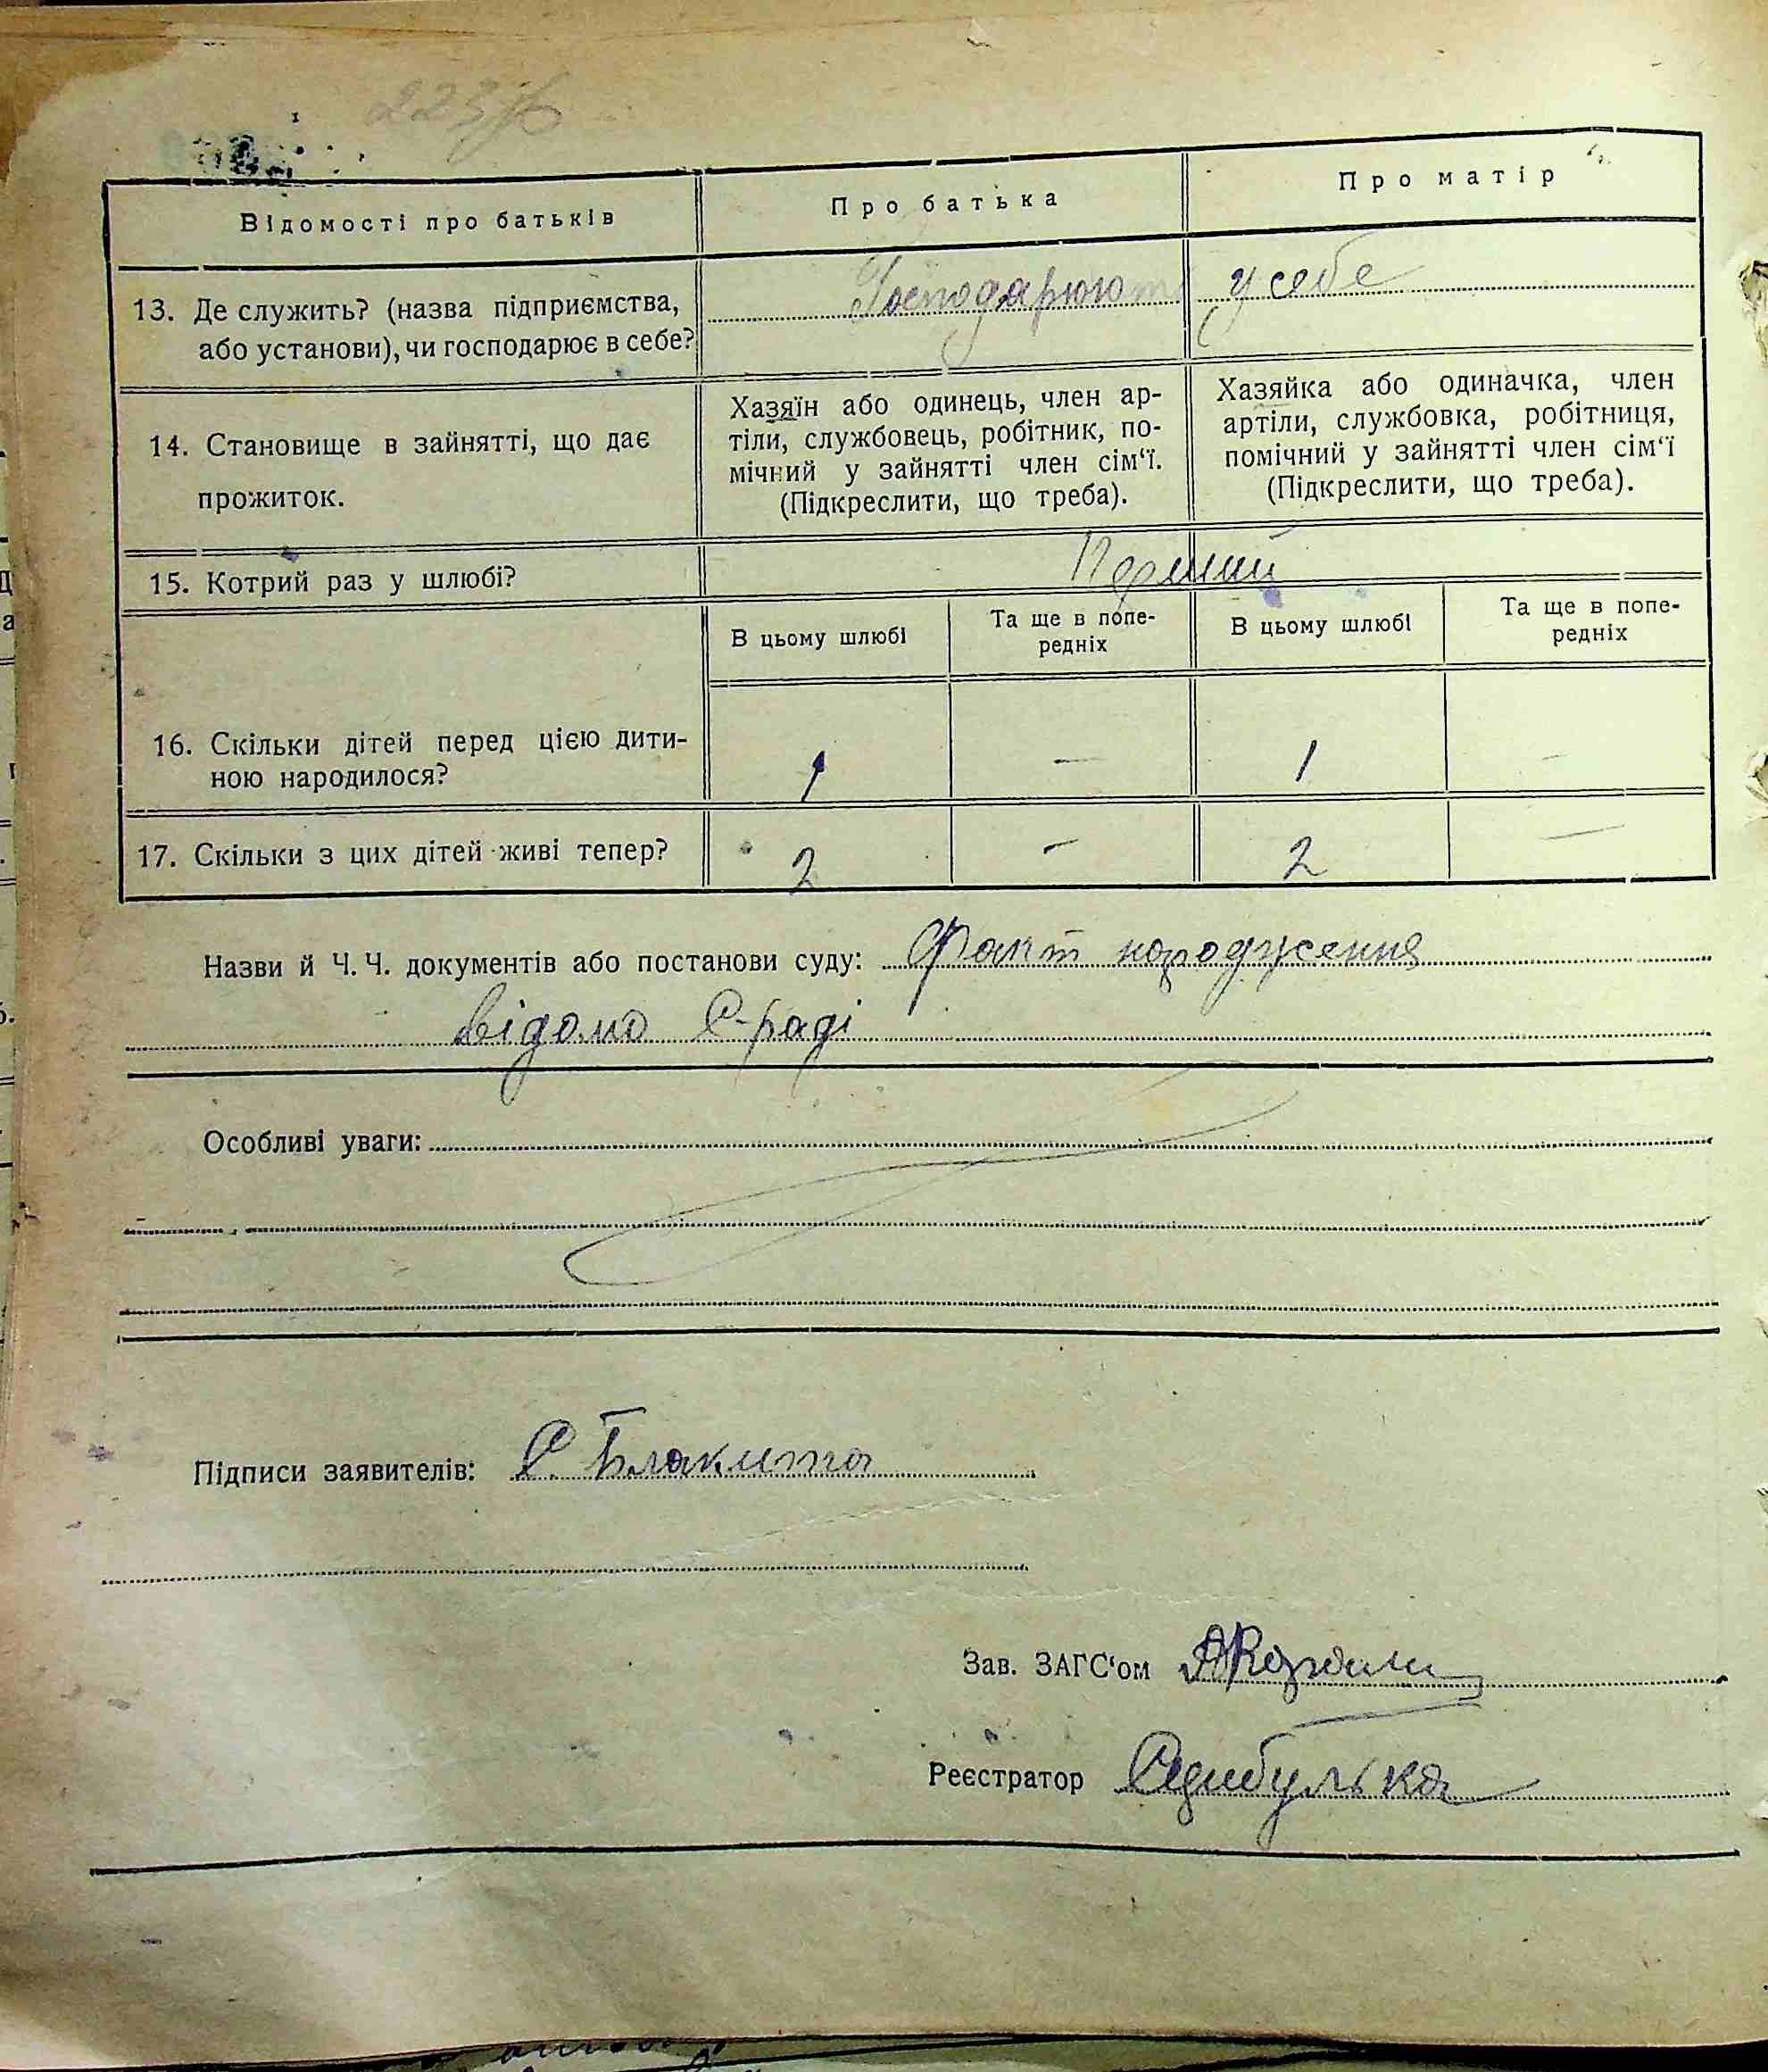 Відомості про батьків
Про батька
Про матір
13. Де служить? (назва підприємства,
або установи), чи господарює в себе?
Господарюют у себе
14. Становище в зайнятті, що дає
прожиток.
Хазяїн або одинець, член ар-
тіли, службовець, робітник, по-
мічний у зайнятті член сім'ї.
(Підкреслити, що треба).
Хазяйка або одиначка, член
артіли, службовка, робітниця,
помічний у зайнятті член сім'ї
(Підкреслити, що треба).
15. Котрий раз у шлюбі?
Перший
В цьому шлюбі
Та ще в попе-
редніх
В цьому шлюбі
Та ще в попе-
редніх
16. Скільки дітей перед цією дити-
ною народилося?
1 — 1 —
17. Скільки з цих дітей живі тепер?
2 — 2 —
Назви й Ч. Ч. документів або постанови суду: Факт народження
відомо С-раді
Особливі уваги:
Підписи заявителів: С. Блакита
Зав. ЗАГС'ом
Реєстратор